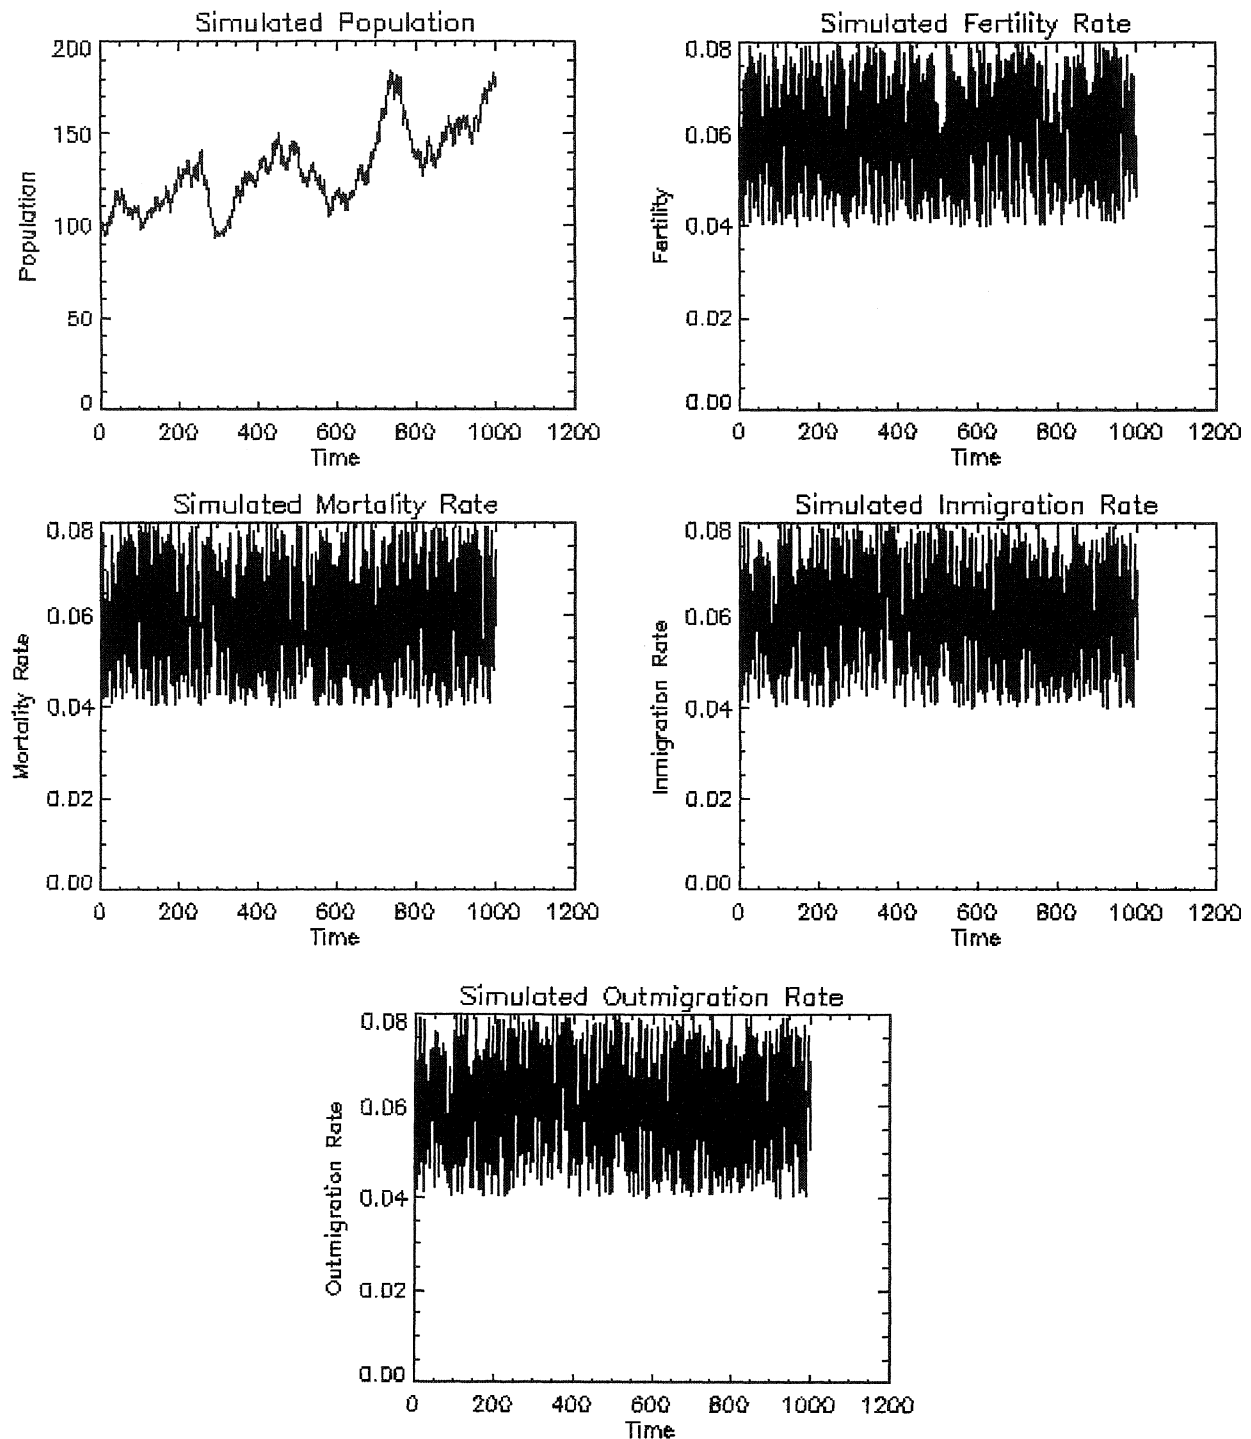 Simulated Population
200
150
100
50
0
Population
0 200 400 600 800 1000 1200
Time
Simulated Fertility Rate
0.08
0.06
0.04
0.02
0.00
Fertility
0 200 400 600 800 1000 1200
Time
Simulated Mortality Rate
0.08
0.06
0.04
0.02
0.00
Mortality Rate
0 200 400 600 800 1000 1200
Time
Simulated Inmigration Rate
0.08
0.06
0.04
0.02
0.00
Inmigration Rate
0 200 400 600 800 1000 1200
Time
Simulated Outmigration Rate
0.08
0.06
0.04
0.02
0.00
Outmigration Rate
0 200 400 600 800 1000 1200
Time